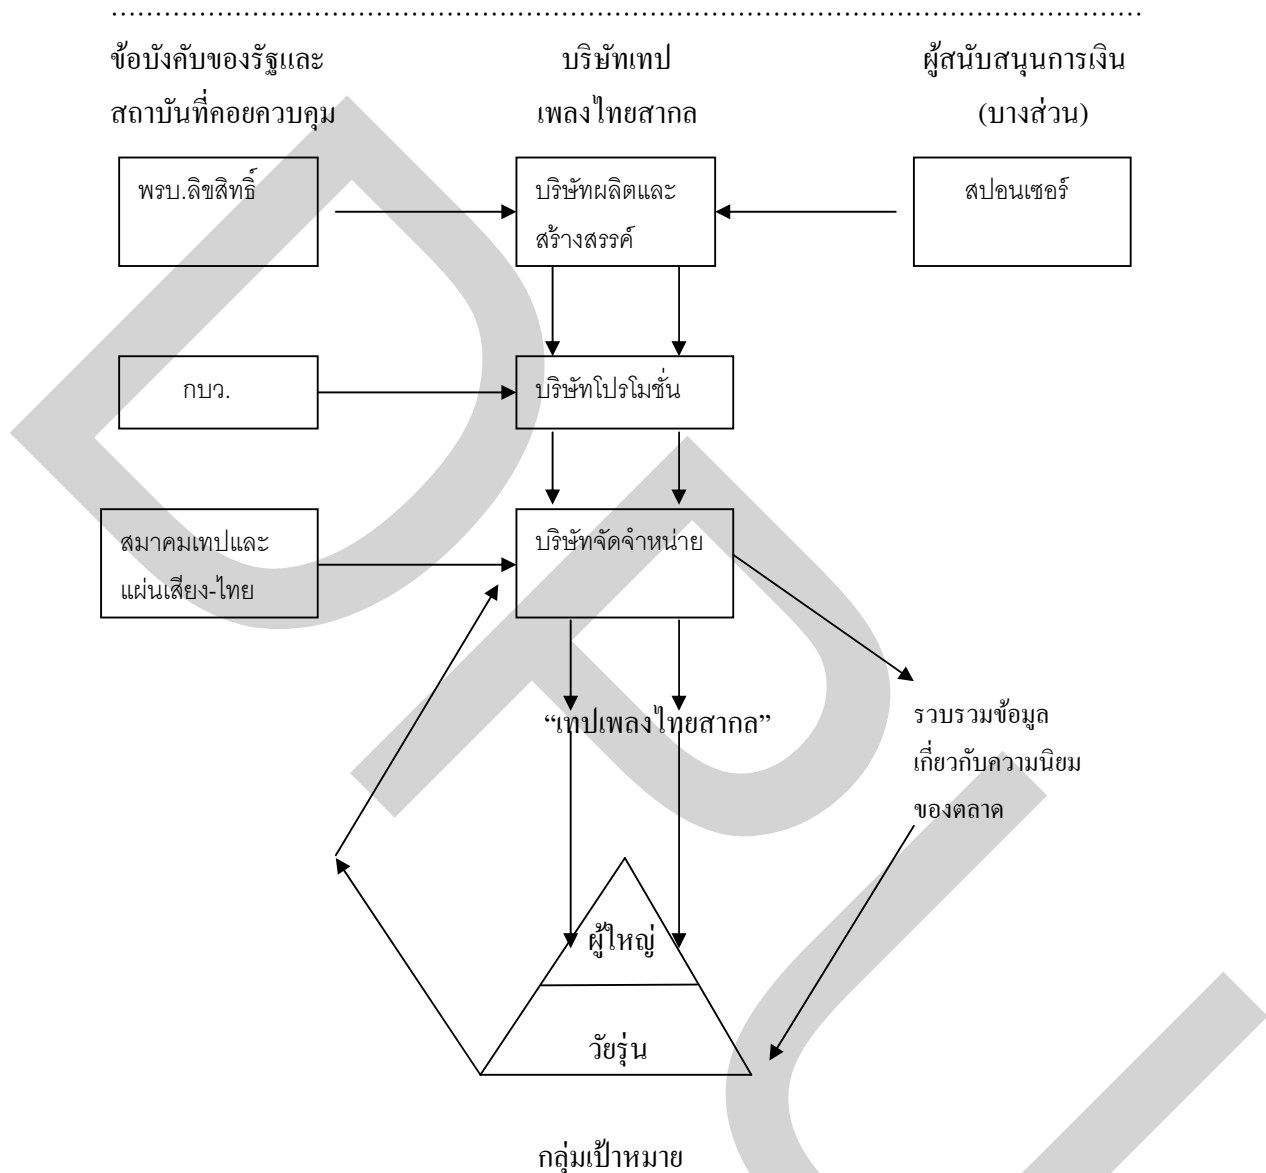 ข้อบังคับของรัฐและ
สถาบันที่คอยควบคุม
บริษัทเทป
เพลงไทยสากล
ผู้สนับสนุนการเงิน
(บางส่วน)
พรบ.ลิขสิทธิ์
บริษัทผลิตและ
สร้างสรรค์
สปอนเซอร์
กบว.
บริษัทโปรโมชั่น
สมาคมเทปและ
แผ่นเสียง-ไทย
บริษัทจัดจำหน่าย
“เทปเพลงไทยสากล”
รวบรวมข้อมูล
เกี่ยวกับความนิยม
ของตลาด
ผู้ใหญ่
วัยรุ่น
กลุ่มเป้าหมาย
DPU